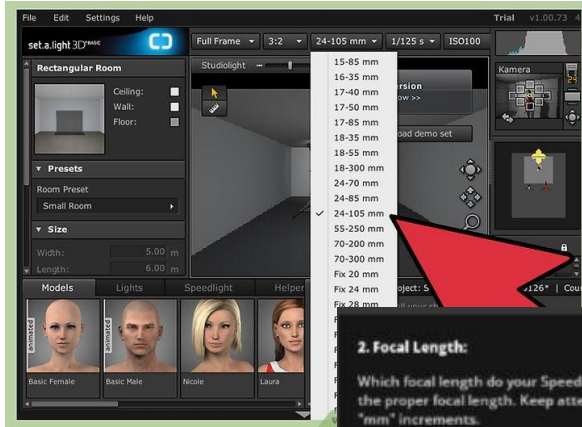 File Edit Settings Help
Trial v1.00.73
set.a.light 3D BASIC
Full Frame 3:2 24-105 mm 1/125 s ISO100
Rectangular Room
Ceiling:
Wall:
Floor:
Presets
Room Preset
Small Room
Size
Width: 5.00 m
Length: 6.00 m
Studiolight
15-85 mm
16-35 mm
17-40 mm
17-50 mm
17-85 mm
18-35 mm
18-55 mm
18-300 mm
24-70 mm
24-85 mm
24-105 mm
55-250 mm
70-200 mm
70-300 mm
Fix 20 mm
Fix 24 mm
Fix 28 mm
ad demo set
Kamera
24
Models Lights Speedlight Helper
animated
animated
Basic Female
Basic Male
Nicole
Laura
2. Focal Length:
Which focal length do your Speed
the proper focal length. Keep atte
"mm" increments.